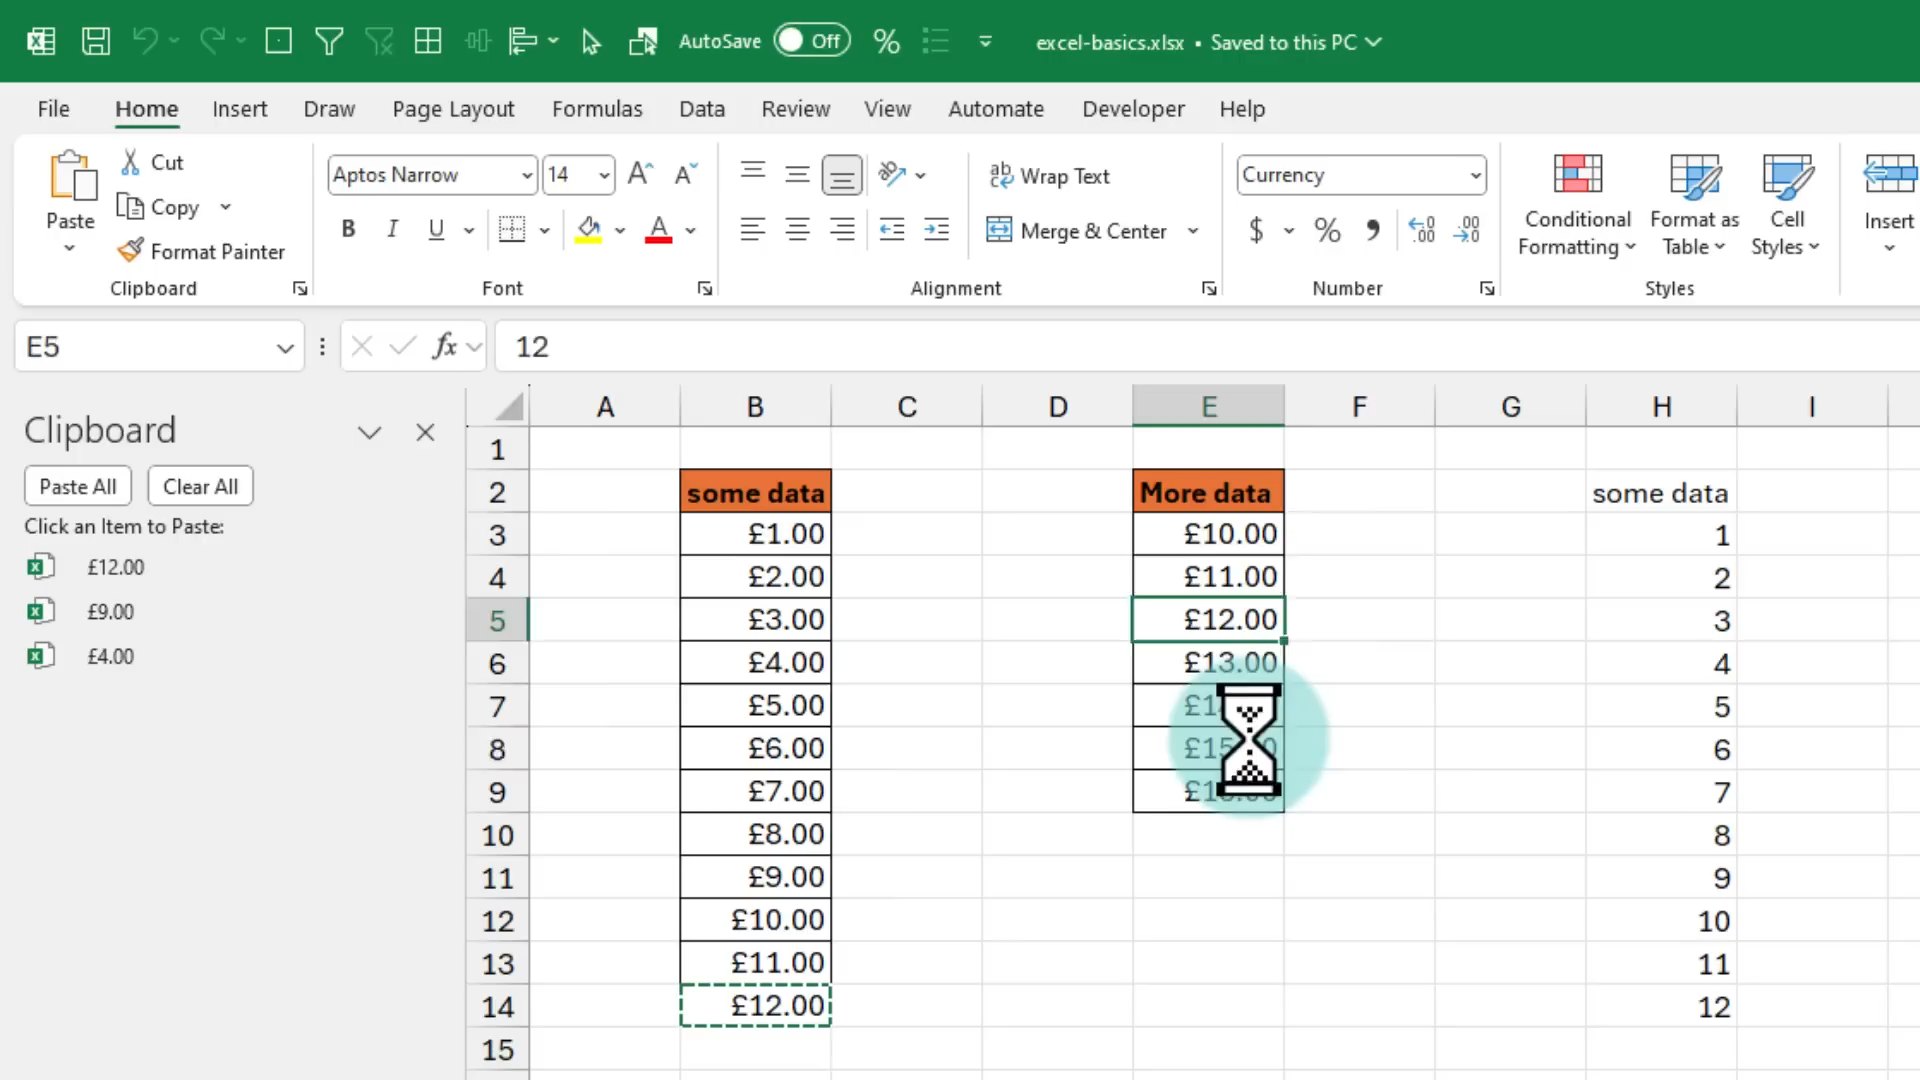 AutoSave Off excel-basics.xlsx • Saved to this PC
File Home Insert Draw Page Layout Formulas Data Review View Automate Developer Help
Paste
Cut
Copy
Format Painter
Clipboard
Aptos Narrow 14
B I U
Font
Wrap Text
Merge & Center
Alignment
Currency
$ % 9 .00 .00
Number
Conditional Formatting
Format as Table
Cell Styles
Styles
Insert
E5 fx 12
Clipboard
Paste All Clear All
Click an Item to Paste:
£12.00
£9.00
£4.00
A B C D E F G H I
1
2 some data More data some data
3 £1.00 £10.00 1
4 £2.00 £11.00 2
5 £3.00 £12.00 3
6 £4.00 £13.00 4
7 £5.00 5
8 £6.00 6
9 £7.00 7
10 £8.00 8
11 £9.00 9
12 £10.00 10
13 £11.00 11
14 £12.00 12
15